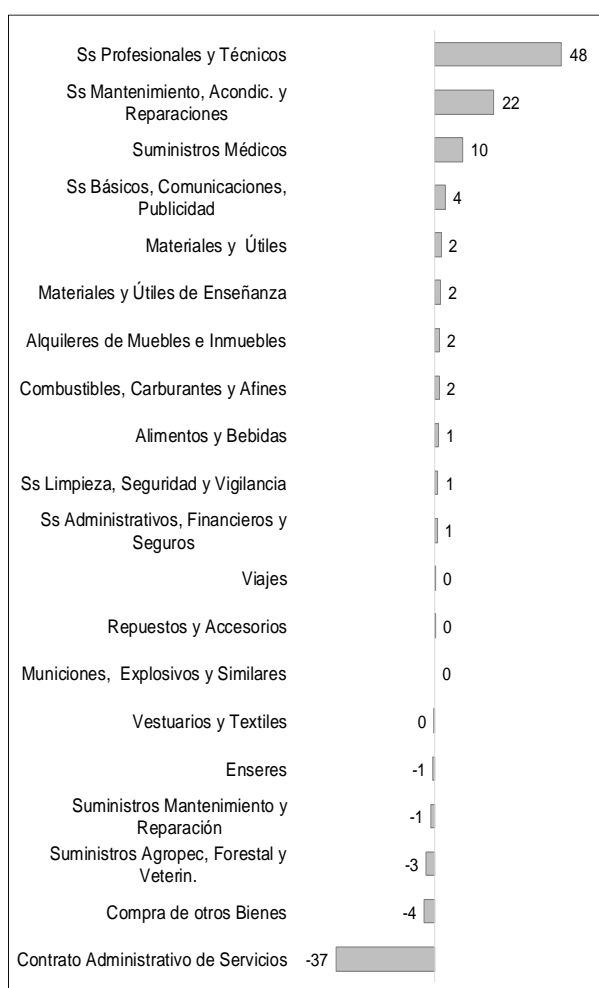 Ss Profesionales y Técnicos 48
Ss Mantenimiento, Acondic. y
Reparaciones 22
Suministros Médicos 10
Ss Básicos, Comunicaciones,
Publicidad 4
Materiales y Útiles 2
Materiales y Útiles de Enseñanza 2
Alquileres de Muebles e Inmuebles 2
Combustibles, Carburantes y Afines 2
Alimentos y Bebidas 1
Ss Limpieza, Seguridad y Vigilancia 1
Ss Administrativos, Financieros y
Seguros 1
Viajes 0
Repuestos y Accesorios 0
Municiones, Explosivos y Similares 0
Vestuarios y Textiles 0
Enseres -1
Suministros Mantenimiento y
Reparación -1
Suministros Agropec, Forestal y
Veterin. -3
Compra de otros Bienes -4
Contrato Administrativo de Servicios -37